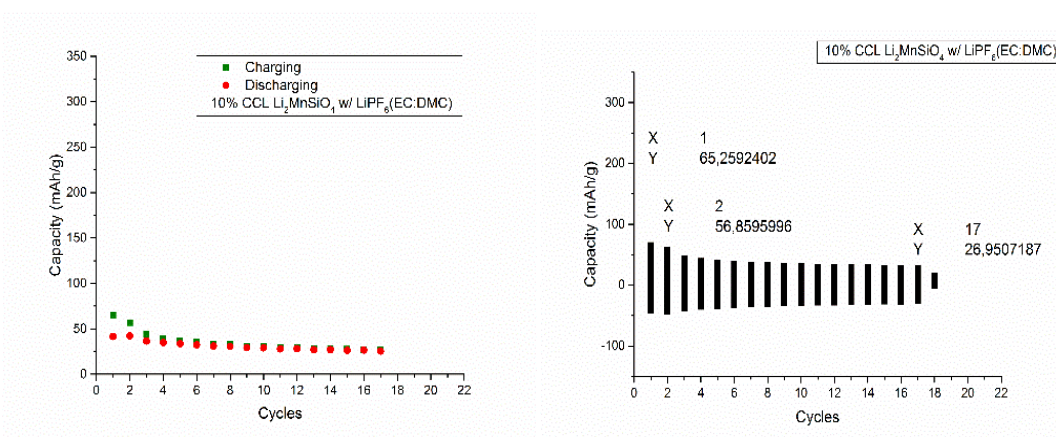 350
300
250
200
150
100
50
0
Capacity (mAh/g)
Charging
Discharging
10% CCL Li₂MnSiO₄ w/ LiPF₆(EC:DMC)
0 2 4 6 8 10 12 14 16 18 20 22
Cycles
10% CCL Li₂MnSiO₄ w/ LiPF₆(EC:DMC)
300
200
100
0
-100
Capacity (mAh/g)
X 1
Y 65,2592402
X 2
Y 56,8595996
X 17
Y 26,9507187
0 2 4 6 8 10 12 14 16 18 20 22
Cycles